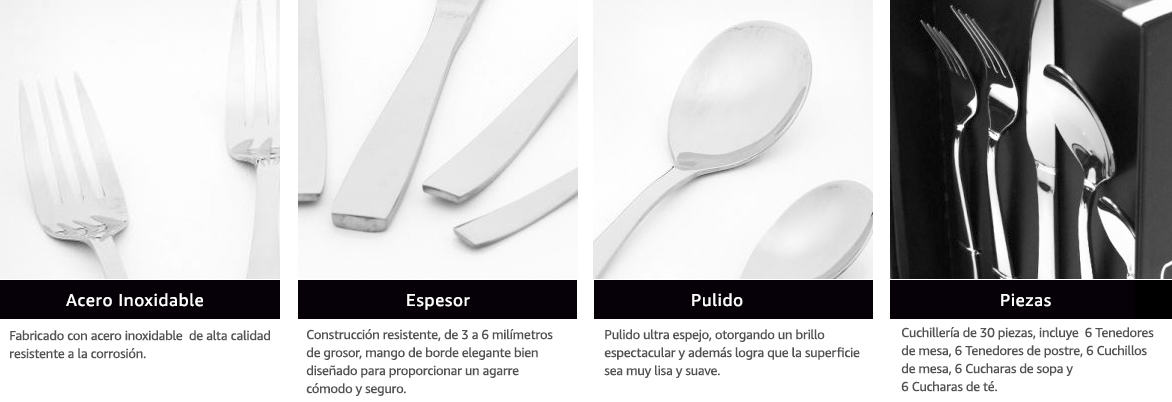 Acero Inoxidable
Fabricado con acero inoxidable de alta calidad
resistente a la corrosión.
Espesor
Construcción resistente, de 3 a 6 milímetros
de grosor, mango de borde elegante bien
diseñado para proporcionar un agarre
cómodo y seguro.
Pulido
Pulido ultra espejo, otorgando un brillo
espectacular y además logra que la superficie
sea muy lisa y suave.
Piezas
Cuchillería de 30 piezas, incluye 6 Tenedores
de mesa, 6 Tenedores de postre, 6 Cuchillos
de mesa, 6 Cucharas de sopa y
6 Cucharas de té.